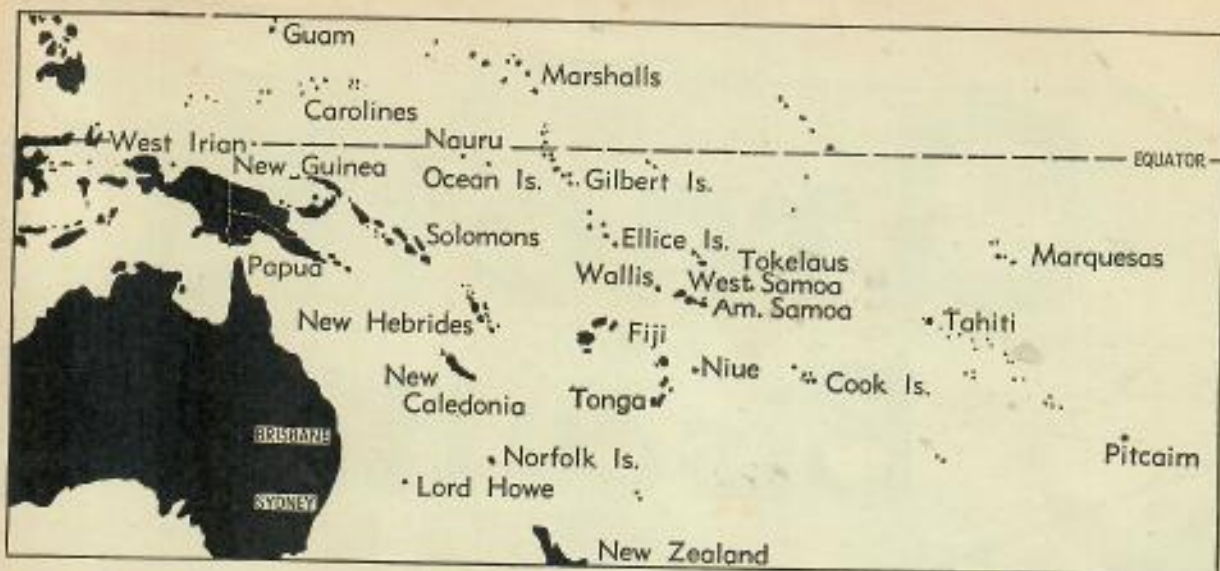 Guam
Marshalls
Carolines
West Irian
Nauru
EQUATOR
New Guinea
Ocean Is.
Gilbert Is.
Solomons
Ellice Is.
Tokelaus
Marquesas
Papua
Wallis
West Samoa
Am. Samoa
New Hebrides
Fiji
Tahiti
New
Caledonia
Niue
Tonga
Cook Is.
BRISBANE
Norfolk Is.
Pitcairn
Lord Howe
SYDNEY
New Zealand